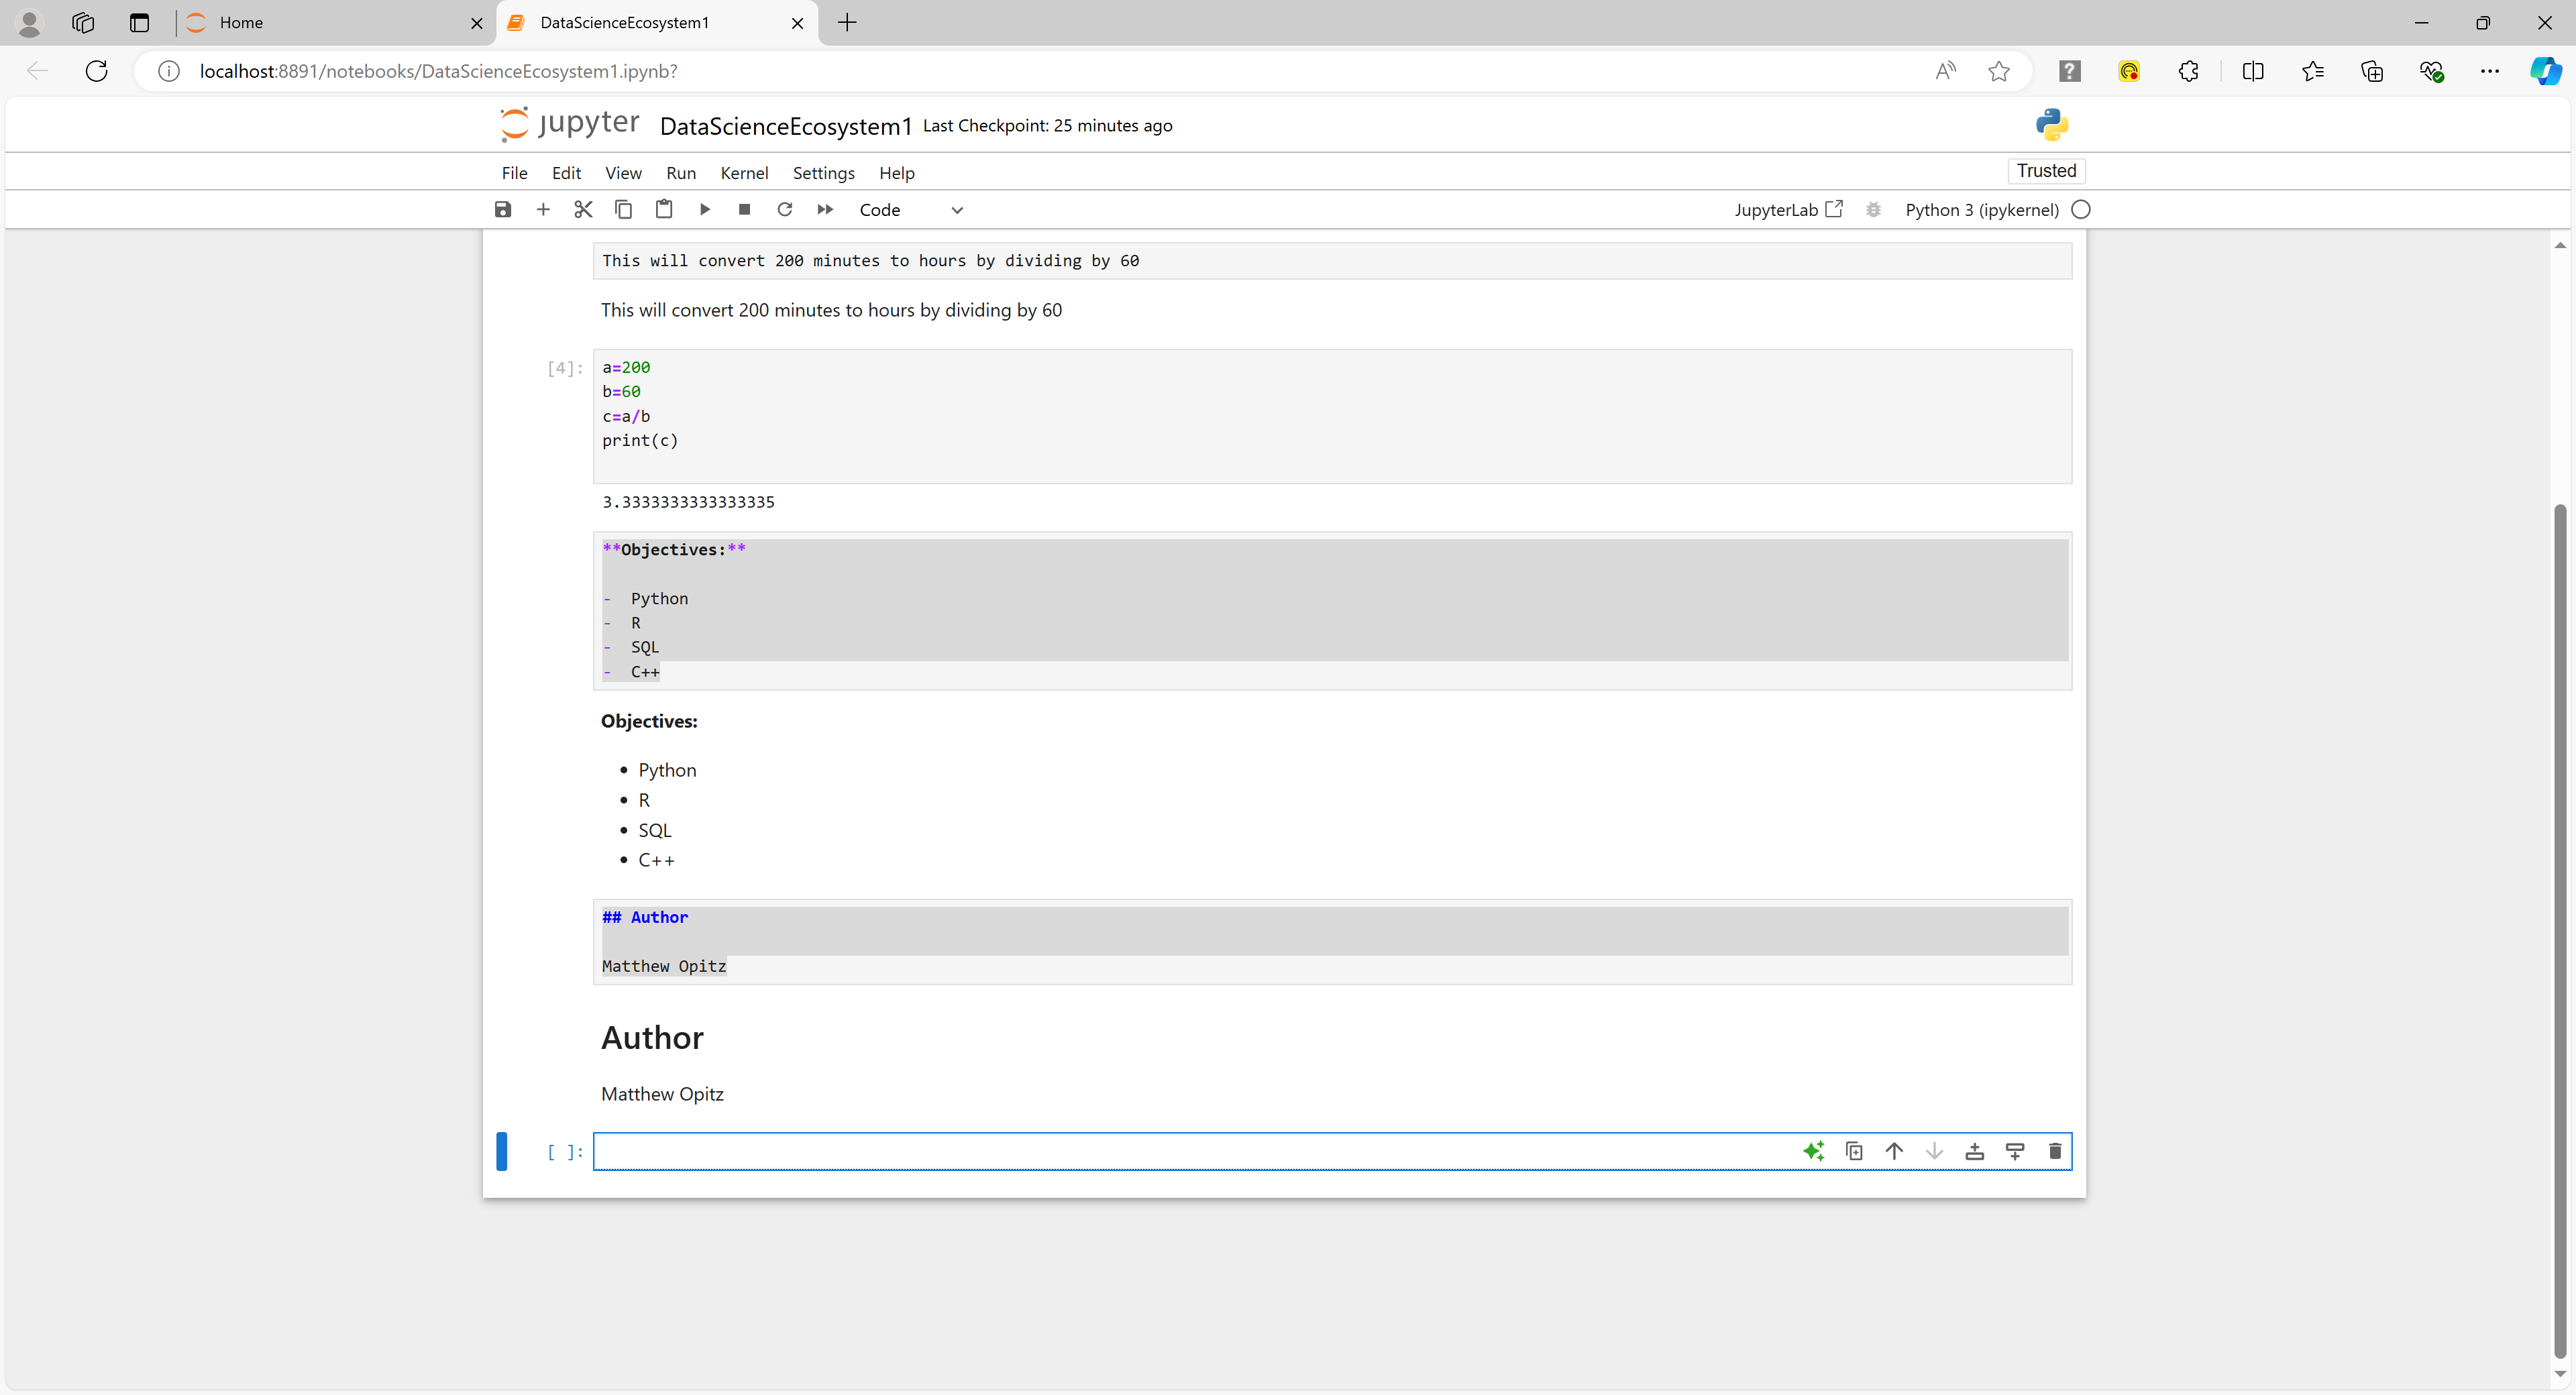 Home
DataScienceEcosystem1
localhost:8891/notebooks/DataScienceEcosystem1.ipynb?
jupyter DataScienceEcosystem1 Last Checkpoint: 25 minutes ago
File Edit View Run Kernel Settings Help
Trusted
Code
JupyterLab
Python 3 (ipykernel)
This will convert 200 minutes to hours by dividing by 60
This will convert 200 minutes to hours by dividing by 60
[4]:
a=200
b=60
c=a/b
print(c)
3.3333333333333335
**Objectives:**
- Python
- R
- SQL
- C++
Objectives:
• Python
• R
• SQL
• C++
## Author
Matthew Opitz
Author
Matthew Opitz
[ ]: